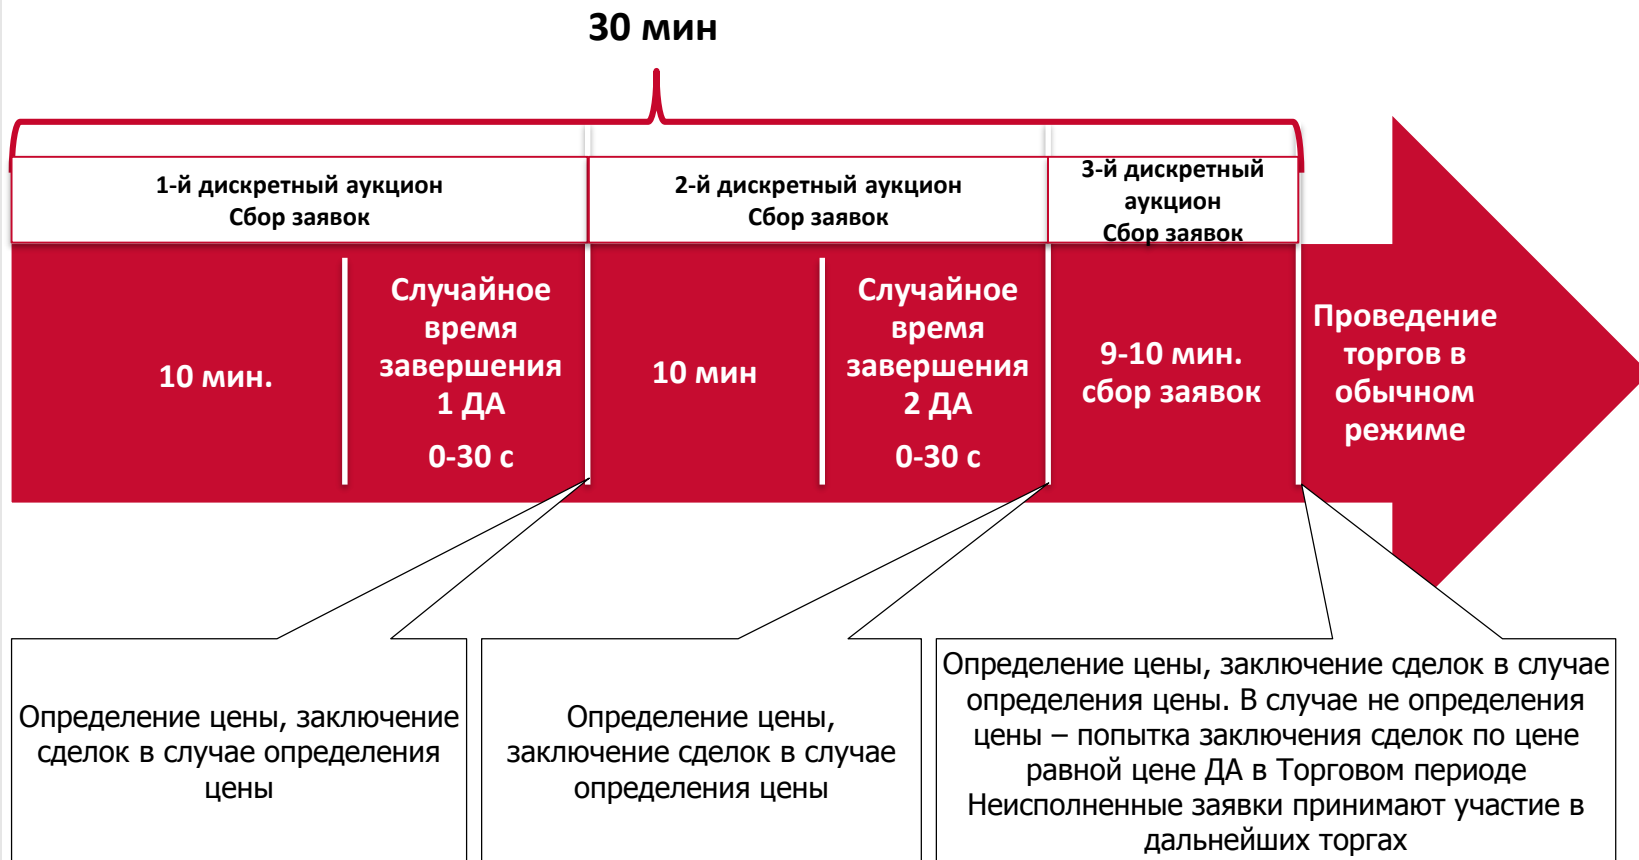 30 мин
1-й дискретный аукцион
Сбор заявок
2-й дискретный аукцион
Сбор заявок
3-й дискретный
аукцион
Сбор заявок
10 мин.
Случайное
время
завершения
1 ДА
0-30 с
10 мин
Случайное
время
завершения
2 ДА
0-30 с
9-10 мин.
сбор заявок
Проведение
торгов в
обычном
режиме
Определение цены, заключение
сделок в случае определения
цены
Определение цены,
заключение сделок в случае
определения цены
Определение цены, заключение сделок в случае
определения цены. В случае не определения
цены – попытка заключения сделок по цене
равной цене ДА в Торговом периоде
Неисполненные заявки принимают участие в
дальнейших торгах